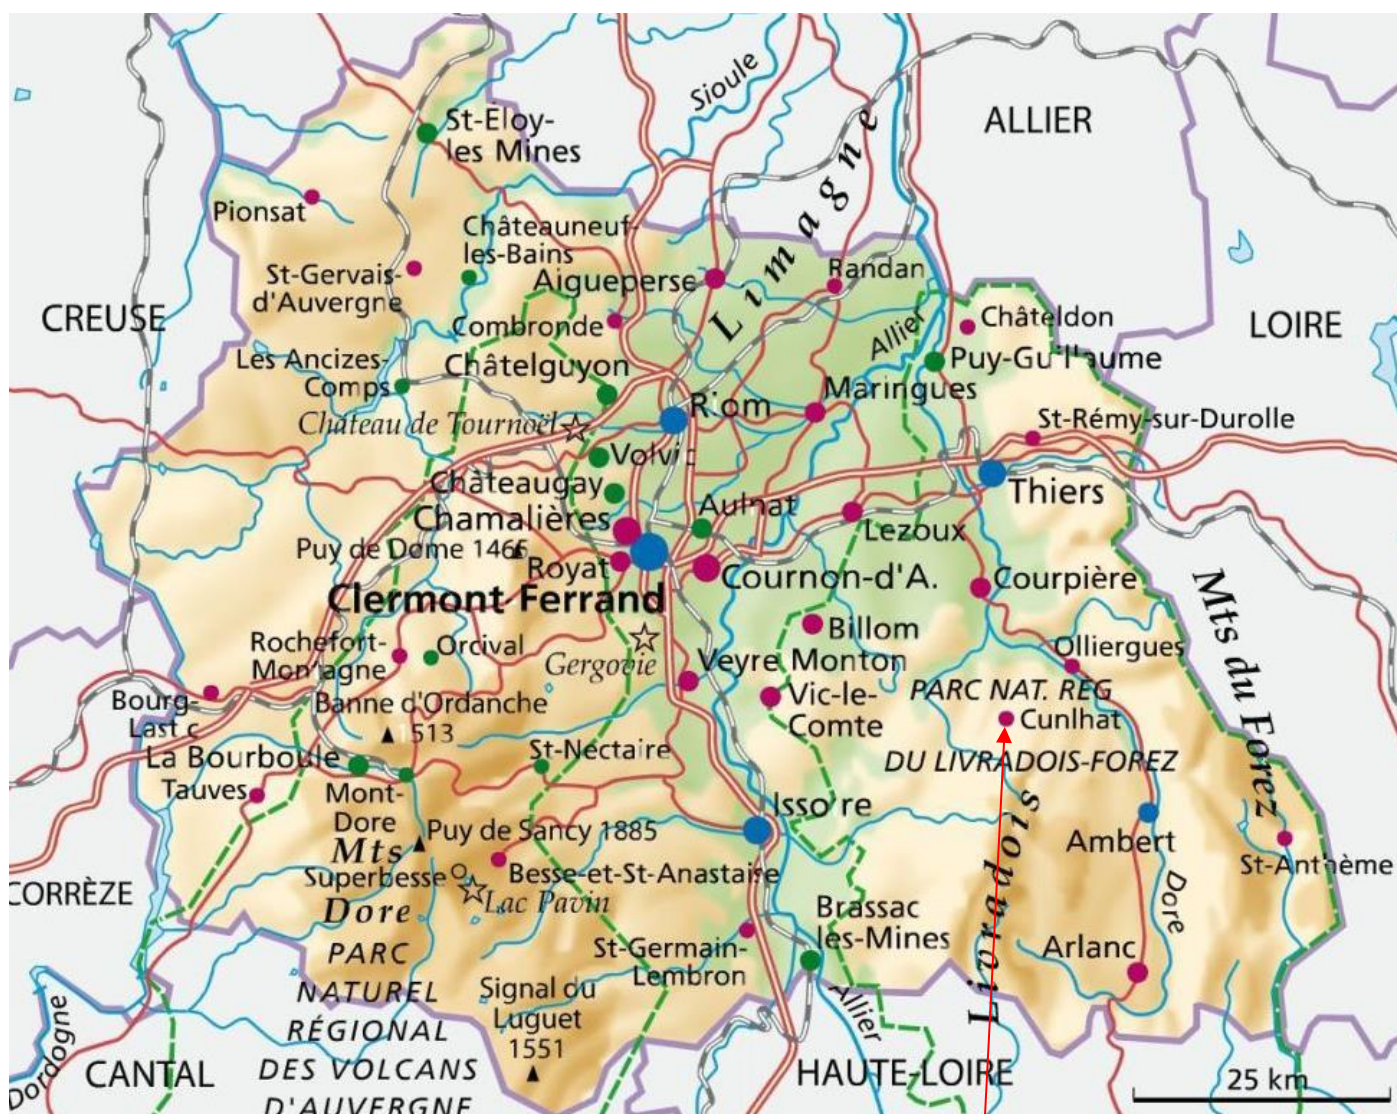 Sioule
ALLIER
St-Éloy-
les Mines
Limagne
Pionsat
Châteauneuf-
les-Bains
St-Gervais-
d'Auvergne
Aigueperse
Randan
CREUSE
Combronde
Allier
Châteldon
LOIRE
Les Ancizes-
Comps
Châtelguyon
Puy-Guillaume
Maringues
Château de Tournoël
Riom
St-Rémy-sur-Durolle
Volvic
Châteaugay
Thiers
Chamalières
Aulnat
Lezoux
Puy de Dome 1465
Royat
Cournon-d'A.
Courpière
Clermont Ferrand
Mts du Forez
Rochefort-
Montagne
Orcival
Gergovie
Billom
Olliergues
Veyre Monton
Bourg-
Last c
Banne d'Ordanche
1513
Vic-le-
Comte
PARC NAT. REG
Cunlhat
DU LIVRADOIS-FOREZ
La Bourboule
St-Nectaire
Tauves
Mont-
Dore
Issoire
Livradois
Puy de Sancy 1885
Ambert
Mts
Dore
Superbesse
Besse-et-St-Anastaise
Lac Pavin
St-Anthème
CORRÈZE
Brassac
les-Mines
Dore
PARC
NATUREL
RÉGIONAL
DES VOLCANS
D'AUVERGNE
St-Germain-
Lembron
Arlanc
Signal du
Luguet
1551
Allier
Dordogne
CANTAL
HAUTE-LOIRE
25 km